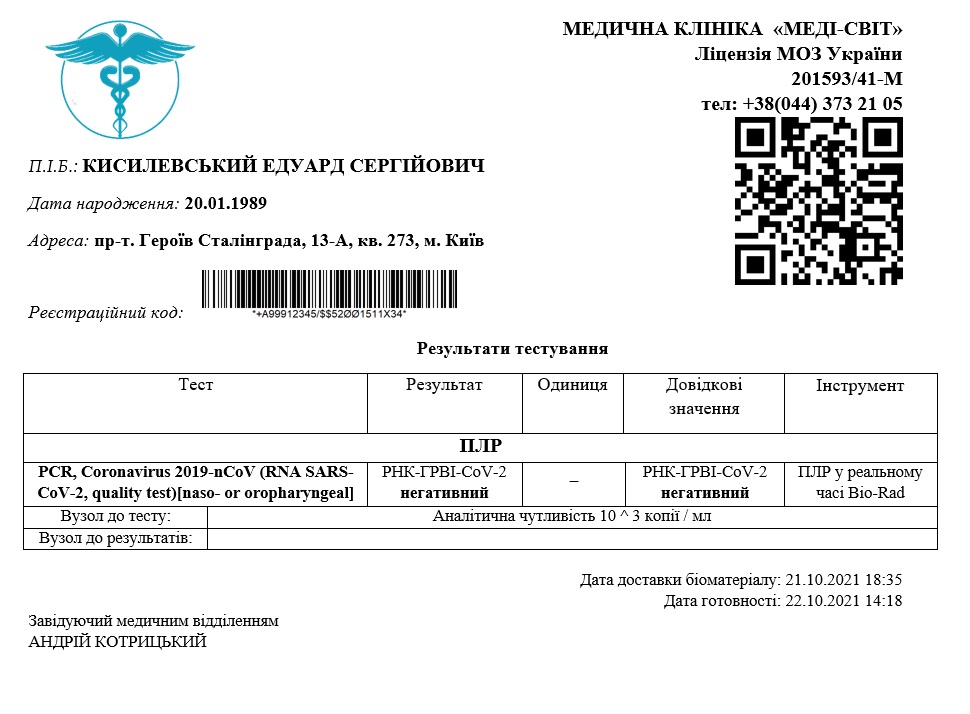 МЕДИЧНА КЛІНІКА «МЕДІ-СВІТ»
Ліцензія МОЗ України
201593/41-М
тел: +38(044) 373 21 05
П.І.Б.: КИСИЛЕВСЬКИЙ ЕДУАРД СЕРГІЙОВИЧ
Дата народження: 20.01.1989
Адреса: пр-т. Героїв Сталінграда, 13-А, кв. 273, м. Київ
Реєстраційний код:
*+A99912345/$$52ØØ1511X34*
Результати тестування
Тест Результат Одиниця Довідкові значення Інструмент
ПЛР
PCR, Coronavirus 2019-nCoV (RNA SARS-
CoV-2, quality test)[naso- or oropharyngeal]
РНК-ГРВІ-CoV-2
негативний
–
РНК-ГРВІ-CoV-2
негативний
ПЛР у реальному
часі Bio-Rad
Вузол до тесту: Аналітична чутливість 10 ^ 3 копії / мл
Вузол до результатів:
Дата доставки біоматеріалу: 21.10.2021 18:35
Дата готовності: 22.10.2021 14:18
Завідуючий медичним відділенням
АНДРІЙ КОТРИЦЬКИЙ